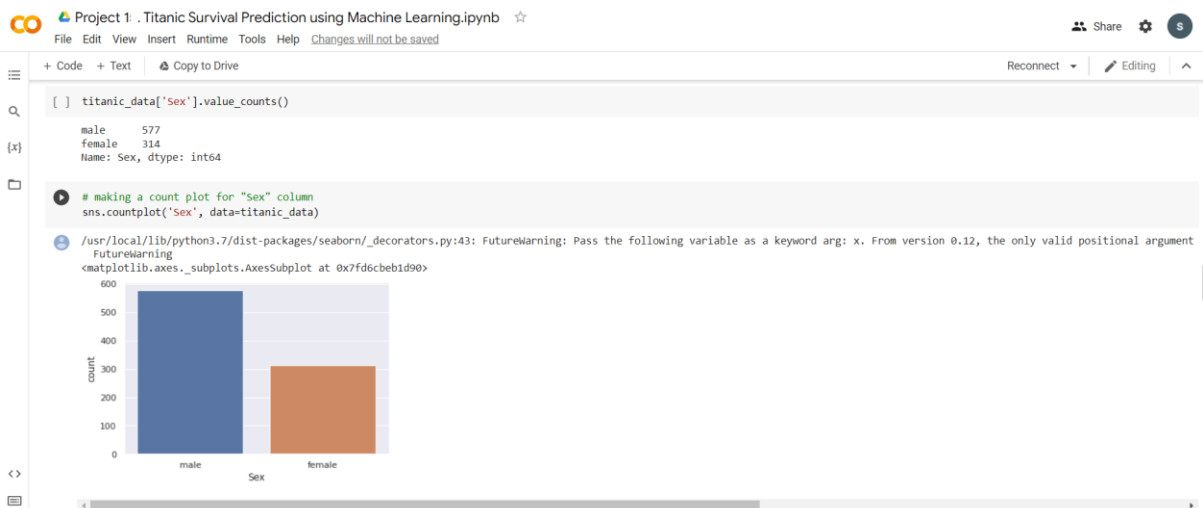 Project 1: . Titanic Survival Prediction using Machine Learning.ipynb
File Edit View Insert Runtime Tools Help Changes will not be saved
Share
S
+ Code + Text Copy to Drive
Reconnect
Editing
[ ] titanic_data['Sex'].value_counts()
male 577
female 314
Name: Sex, dtype: int64
# making a count plot for "Sex" column
sns.countplot('Sex', data=titanic_data)
/usr/local/lib/python3.7/dist-packages/seaborn/_decorators.py:43: FutureWarning: Pass the following variable as a keyword arg: x. From version 0.12, the only valid positional argument
FutureWarning
<matplotlib.axes._subplots.AxesSubplot at 0x7fd6cbeb1d90>
600
500
400
300
200
100
0
count
male female
Sex
{x}
<>